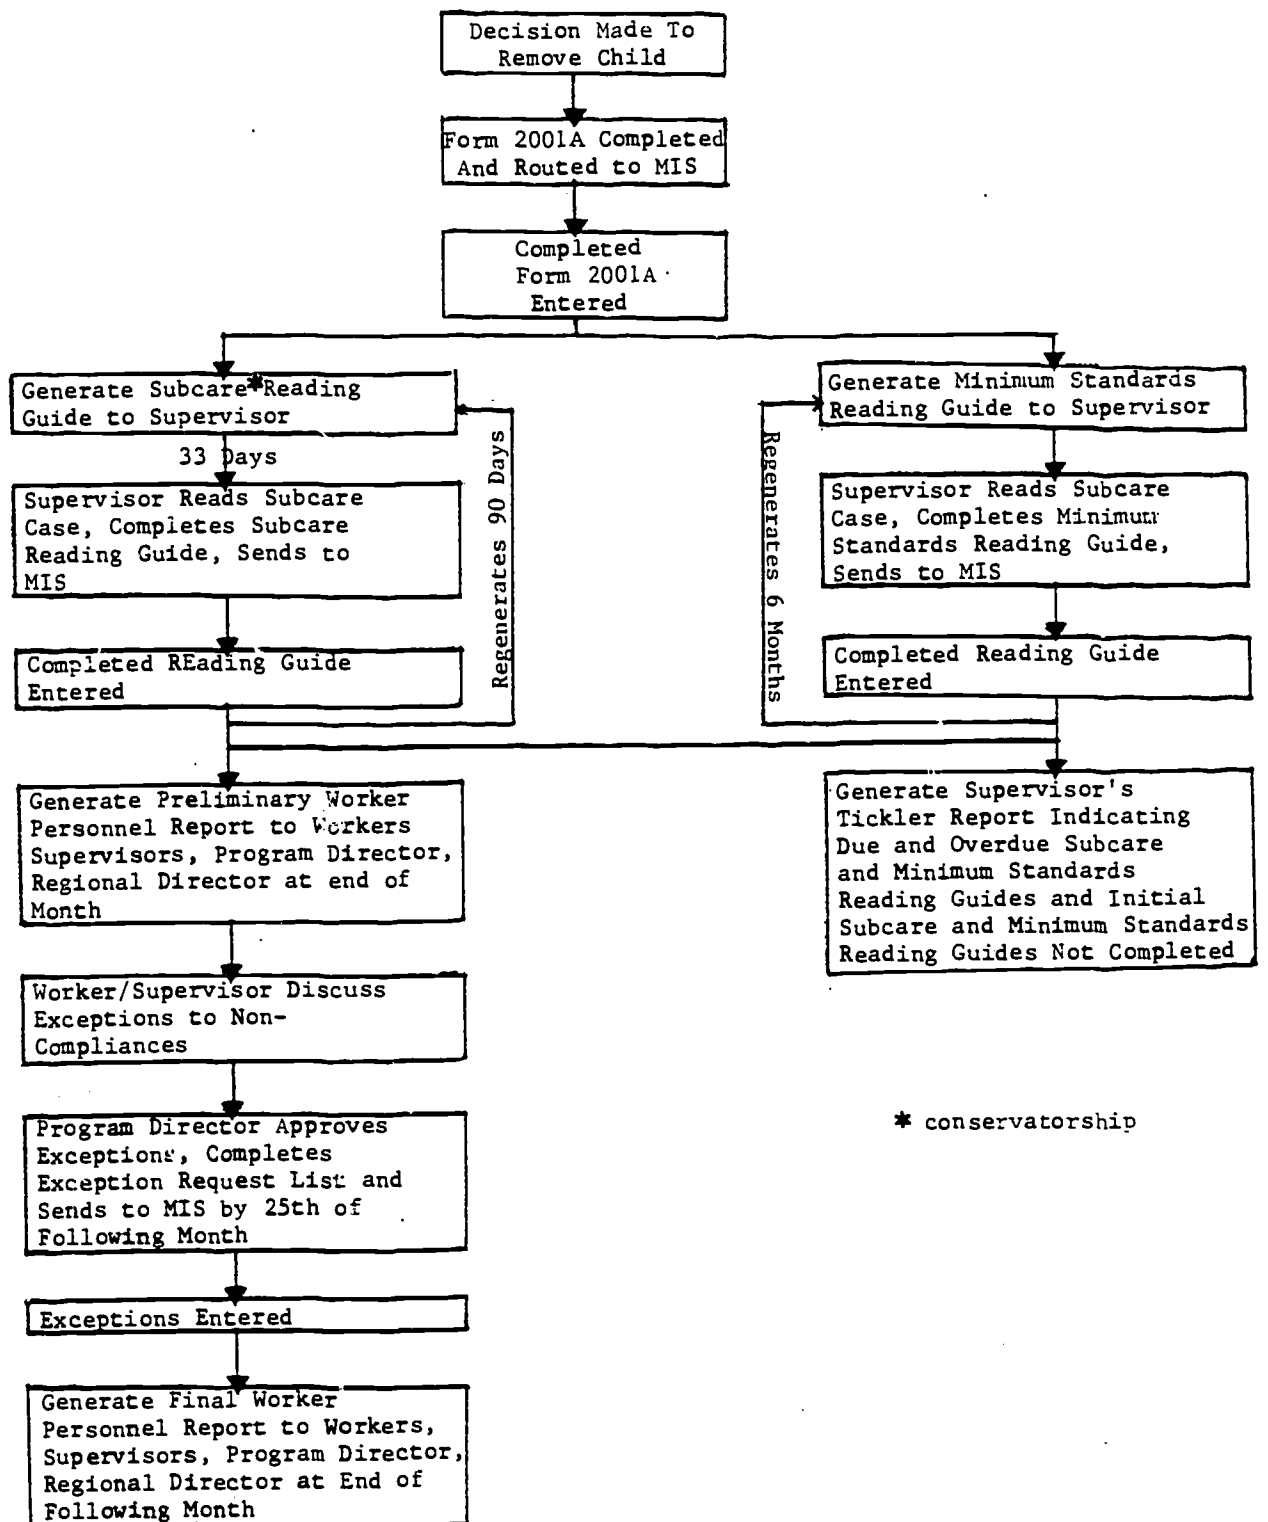 Decision Made To
Remove Child
Form 2001A Completed
And Routed to MIS
Completed
Form 2001A
Entered
Generate Subcare*Reading
Guide to Supervisor
33 Days
Supervisor Reads Subcare
Case, Completes Subcare
Reading Guide, Sends to
MIS
Completed REading Guide
Entered
Regenerates 90 Days
Generate Minimum Standards
Reading Guide to Supervisor
Supervisor Reads Subcare
Case, Completes Minimum
Standards Reading Guide,
Sends to MIS
Completed Reading Guide
Entered
Regenerates 6 Months
Generate Preliminary Worker
Personnel Report to Workers
Supervisors, Program Director,
Regional Director at end of
Month
Generate Supervisor's
Tickler Report Indicating
Due and Overdue Subcare
and Minimum Standards
Reading Guides and Initial
Subcare and Minimum Standards
Reading Guides Not Completed
Worker/Supervisor Discuss
Exceptions to Non-
Compliances
Program Director Approves
Exceptions, Completes
Exception Request List and
Sends to MIS by 25th of
Following Month
* conservatorship
Exceptions Entered
Generate Final Worker
Personnel Report to Workers,
Supervisors, Program Director,
Regional Director at End of
Following Month